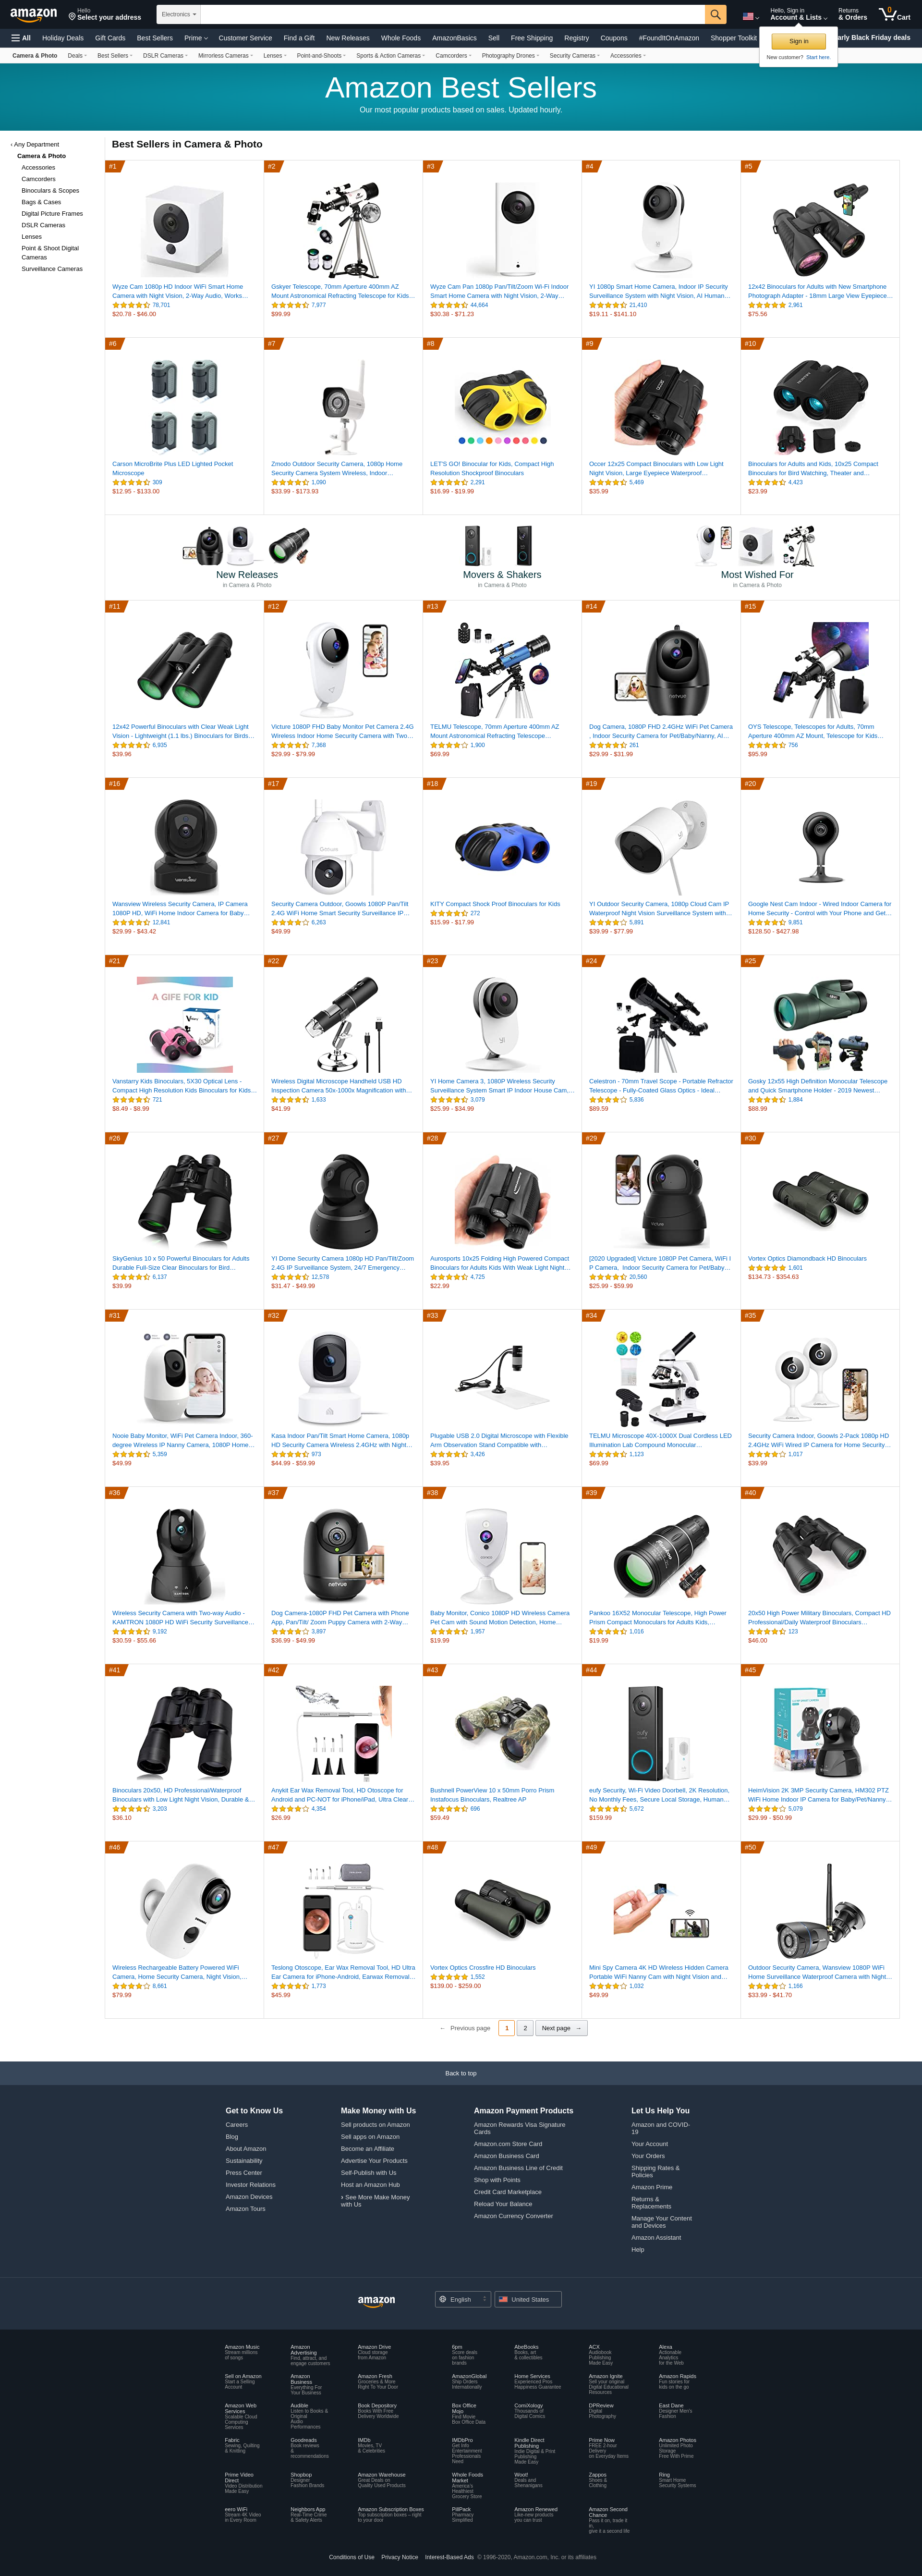 amazon
Hello
Select your address
Electronics
Hello, Sign in
Account & Lists
Returns
& Orders
0
Cart
All
Holiday Deals
Gift Cards
Best Sellers
Prime
Customer Service
Find a Gift
New Releases
Whole Foods
AmazonBasics
Sell
Free Shipping
Registry
Coupons
#FoundItOnAmazon
Shopper Toolkit
arly Black Friday deals
Sign in
New customer? Start here.
Camera & Photo
Deals
Best Sellers
DSLR Cameras
Mirrorless Cameras
Lenses
Point-and-Shoots
Sports & Action Cameras
Camcorders
Photography Drones
Security Cameras
Accessories
Amazon Best Sellers
Our most popular products based on sales. Updated hourly.
‹ Any Department
Camera & Photo
Accessories
Camcorders
Binoculars & Scopes
Bags & Cases
Digital Picture Frames
DSLR Cameras
Lenses
Point & Shoot Digital
Cameras
Surveillance Cameras
Best Sellers in Camera & Photo
#1
Wyze Cam 1080p HD Indoor WiFi Smart Home
Camera with Night Vision, 2-Way Audio, Works…
78,701
$20.78 - $46.00
#2
Gskyer Telescope, 70mm Aperture 400mm AZ
Mount Astronomical Refracting Telescope for Kids…
7,977
$99.99
#3
Wyze Cam Pan 1080p Pan/Tilt/Zoom Wi-Fi Indoor
Smart Home Camera with Night Vision, 2-Way…
44,664
$30.38 - $71.23
#4
YI 1080p Smart Home Camera, Indoor IP Security
Surveillance System with Night Vision, AI Human…
21,410
$19.11 - $141.10
#5
12x42 Binoculars for Adults with New Smartphone
Photograph Adapter - 18mm Large View Eyepiece…
2,961
$75.56
#6
Carson MicroBrite Plus LED Lighted Pocket
Microscope
309
$12.95 - $133.00
#7
Zmodo Outdoor Security Camera, 1080p Home
Security Camera System Wireless, Indoor…
1,090
$33.99 - $173.93
#8
LET'S GO! Binocular for Kids, Compact High
Resolution Shockproof Binoculars
2,291
$16.99 - $19.99
#9
Occer 12x25 Compact Binoculars with Low Light
Night Vision, Large Eyepiece Waterproof…
5,469
$35.99
#10
Binoculars for Adults and Kids, 10x25 Compact
Binoculars for Bird Watching, Theater and…
4,423
$23.99
New Releases
in Camera & Photo
Movers & Shakers
in Camera & Photo
Most Wished For
in Camera & Photo
#11
12x42 Powerful Binoculars with Clear Weak Light
Vision - Lightweight (1.1 lbs.) Binoculars for Birds…
6,935
$39.96
#12
Victure 1080P FHD Baby Monitor Pet Camera 2.4G
Wireless Indoor Home Security Camera with Two…
7,368
$29.99 - $79.99
#13
TELMU Telescope, 70mm Aperture 400mm AZ
Mount Astronomical Refracting Telescope…
1,900
$69.99
#14
netvue
Dog Camera, 1080P FHD 2.4GHz WiFi Pet Camera
, Indoor Security Camera for Pet/Baby/Nanny, AI…
261
$29.99 - $31.99
#15
OYS Telescope, Telescopes for Adults, 70mm
Aperture 400mm AZ Mount, Telescope for Kids…
756
$95.99
#16
wansview
Wansview Wireless Security Camera, IP Camera
1080P HD, WiFi Home Indoor Camera for Baby…
12,841
$29.99 - $43.42
#17
Goowls
Security Camera Outdoor, Goowls 1080P Pan/Tilt
2.4G WiFi Home Smart Security Surveillance IP…
6,263
$49.99
#18
KITY Compact Shock Proof Binoculars for Kids
272
$15.99 - $17.99
#19
YI Outdoor Security Camera, 1080p Cloud Cam IP
Waterproof Night Vision Surveillance System with…
5,891
$39.99 - $77.99
#20
Google Nest Cam Indoor - Wired Indoor Camera for
Home Security - Control with Your Phone and Get…
9,851
$128.50 - $427.98
#21
A GIFE FOR KID
Vanstarry Kids Binoculars, 5X30 Optical Lens -
Compact High Resolution Kids Binoculars for Kids…
721
$8.49 - $8.99
#22
Wireless Digital Microscope Handheld USB HD
Inspection Camera 50x-1000x Magnification with…
1,633
$41.99
#23
YI Home Camera 3, 1080P Wireless Security
Surveillance System Smart IP Indoor House Cam,…
3,079
$25.99 - $34.99
#24
Celestron - 70mm Travel Scope - Portable Refractor
Telescope - Fully-Coated Glass Optics - Ideal…
5,836
$89.59
#25
Gosky 12x55 High Definition Monocular Telescope
and Quick Smartphone Holder - 2019 Newest…
1,884
$88.99
#26
SkyGenius 10 x 50 Powerful Binoculars for Adults
Durable Full-Size Clear Binoculars for Bird…
6,137
$39.99
#27
YI Dome Security Camera 1080p HD Pan/Tilt/Zoom
2.4G IP Surveillance System, 24/7 Emergency…
12,578
$31.47 - $49.99
#28
Aurosports 10x25 Folding High Powered Compact
Binoculars for Adults Kids With Weak Light Night…
4,725
$22.99
#29
[2020 Upgraded] Victure 1080P Pet Camera, WiFi I
P Camera, Indoor Security Camera for Pet/Baby…
20,560
$25.99 - $59.99
#30
Vortex Optics Diamondback HD Binoculars
1,601
$134.73 - $354.63
#31
Nooie Baby Monitor, WiFi Pet Camera Indoor, 360-
degree Wireless IP Nanny Camera, 1080P Home…
5,359
$49.99
#32
Kasa Indoor Pan/Tilt Smart Home Camera, 1080p
HD Security Camera Wireless 2.4GHz with Night…
973
$44.99 - $59.99
#33
Plugable USB 2.0 Digital Microscope with Flexible
Arm Observation Stand Compatible with…
3,426
$39.95
#34
TELMU Microscope 40X-1000X Dual Cordless LED
Illumination Lab Compound Monocular…
1,123
$69.99
#35
Security Camera Indoor, Goowls 2-Pack 1080p HD
2.4GHz WiFi Wired IP Camera for Home Security…
1,017
$39.99
#36
Wireless Security Camera with Two-way Audio -
KAMTRON 1080P HD WiFi Security Surveillance…
9,192
$30.59 - $55.66
#37
netvue
Dog Camera-1080P FHD Pet Camera with Phone
App, Pan/Tilt/ Zoom Puppy Camera with 2-Way…
3,897
$36.99 - $49.99
#38
Baby Monitor, Conico 1080P HD Wireless Camera
Pet Cam with Sound Motion Detection, Home…
1,957
$19.99
#39
Pankoo 16X52 Monocular Telescope, High Power
Prism Compact Monoculars for Adults Kids,…
1,016
$19.99
#40
20x50 High Power Military Binoculars, Compact HD
Professional/Daily Waterproof Binoculars…
123
$46.00
#41
Binoculars 20x50, HD Professional/Waterproof
Binoculars with Low Light Night Vision, Durable &…
3,203
$36.10
#42
Anykit Ear Wax Removal Tool, HD Otoscope for
Android and PC-NOT for iPhone/iPad, Ultra Clear…
4,354
$26.99
#43
Bushnell PowerView 10 x 50mm Porro Prism
Instafocus Binoculars, Realtree AP
696
$59.49
#44
eufy
eufy Security, Wi-Fi Video Doorbell, 2K Resolution,
No Monthly Fees, Secure Local Storage, Human…
5,672
$159.99
#45
HeimVision 2K 3MP Security Camera, HM302 PTZ
WiFi Home Indoor IP Camera for Baby/Pet/Nanny…
5,079
$29.99 - $50.99
#46
Wireless Rechargeable Battery Powered WiFi
Camera, Home Security Camera, Night Vision,…
8,661
$79.99
#47
Teslong Otoscope, Ear Wax Removal Tool, HD Ultra
Ear Camera for iPhone-Android, Earwax Removal…
1,773
$45.99
#48
Vortex Optics Crossfire HD Binoculars
1,552
$139.00 - $259.00
#49
Mini Spy Camera 4K HD Wireless Hidden Camera
Portable WiFi Nanny Cam with Night Vision and…
1,032
$49.99
#50
Outdoor Security Camera, Wansview 1080P WiFi
Home Surveillance Waterproof Camera with Night…
1,166
$33.99 - $41.70
← Previous page 1 2 Next page →
Back to top
Get to Know Us
Careers
Blog
About Amazon
Sustainability
Press Center
Investor Relations
Amazon Devices
Amazon Tours
Make Money with Us
Sell products on Amazon
Sell apps on Amazon
Become an Affiliate
Advertise Your Products
Self-Publish with Us
Host an Amazon Hub
› See More Make Money
with Us
Amazon Payment Products
Amazon Rewards Visa Signature
Cards
Amazon.com Store Card
Amazon Business Card
Amazon Business Line of Credit
Shop with Points
Credit Card Marketplace
Reload Your Balance
Amazon Currency Converter
Let Us Help You
Amazon and COVID-
19
Your Account
Your Orders
Shipping Rates &
Policies
Amazon Prime
Returns &
Replacements
Manage Your Content
and Devices
Amazon Assistant
Help
amazon
English
United States
Amazon Music
Stream millions
of songs
Amazon
Advertising
Find, attract, and
engage customers
Amazon Drive
Cloud storage
from Amazon
6pm
Score deals
on fashion
brands
AbeBooks
Books, art
& collectibles
ACX
Audiobook
Publishing
Made Easy
Alexa
Actionable
Analytics
for the Web
Sell on Amazon
Start a Selling
Account
Amazon
Business
Everything For
Your Business
Amazon Fresh
Groceries & More
Right To Your Door
AmazonGlobal
Ship Orders
Internationally
Home Services
Experienced Pros
Happiness Guarantee
Amazon Ignite
Sell your original
Digital Educational
Resources
Amazon Rapids
Fun stories for
kids on the go
Amazon Web
Services
Scalable Cloud
Computing
Services
Audible
Listen to Books &
Original
Audio
Performances
Book Depository
Books With Free
Delivery Worldwide
Box Office
Mojo
Find Movie
Box Office Data
ComiXology
Thousands of
Digital Comics
DPReview
Digital
Photography
East Dane
Designer Men's
Fashion
Fabric
Sewing, Quilting
& Knitting
Goodreads
Book reviews
&
recommendations
IMDb
Movies, TV
& Celebrities
IMDbPro
Get Info
Entertainment
Professionals
Need
Kindle Direct
Publishing
Indie Digital & Print
Publishing
Made Easy
Prime Now
FREE 2-hour
Delivery
on Everyday Items
Amazon Photos
Unlimited Photo
Storage
Free With Prime
Prime Video
Direct
Video Distribution
Made Easy
Shopbop
Designer
Fashion Brands
Amazon Warehouse
Great Deals on
Quality Used Products
Whole Foods
Market
America's
Healthiest
Grocery Store
Woot!
Deals and
Shenanigans
Zappos
Shoes &
Clothing
Ring
Smart Home
Security Systems
eero WiFi
Stream 4K Video
in Every Room
Neighbors App
Real-Time Crime
& Safety Alerts
Amazon Subscription Boxes
Top subscription boxes – right
to your door
PillPack
Pharmacy
Simplified
Amazon Renewed
Like-new products
you can trust
Amazon Second
Chance
Pass it on, trade it
in,
give it a second life
Conditions of Use Privacy Notice Interest-Based Ads © 1996-2020, Amazon.com, Inc. or its affiliates